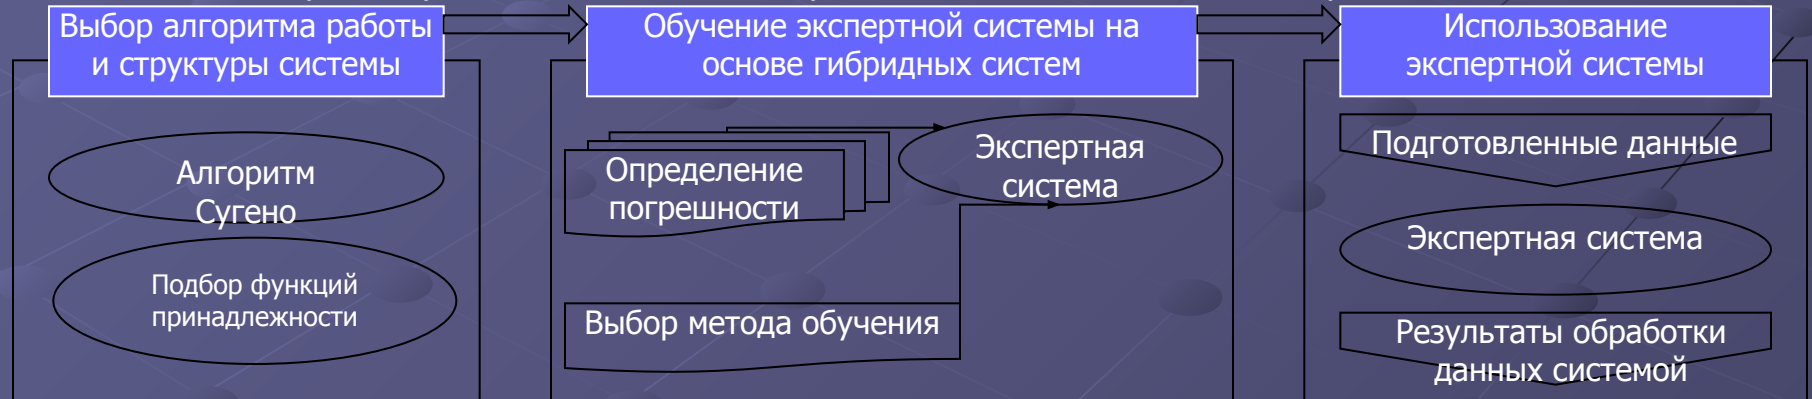 Выбор алгоритма работы
и структуры системы
Обучение экспертной системы на
основе гибридных систем
Использование
экспертной системы
Алгоритм
Сугено
Подбор функций
принадлежности
Определение
погрешности
Экспертная
система
Выбор метода обучения
Подготовленные данные
Экспертная система
Результаты обработки
данных системой